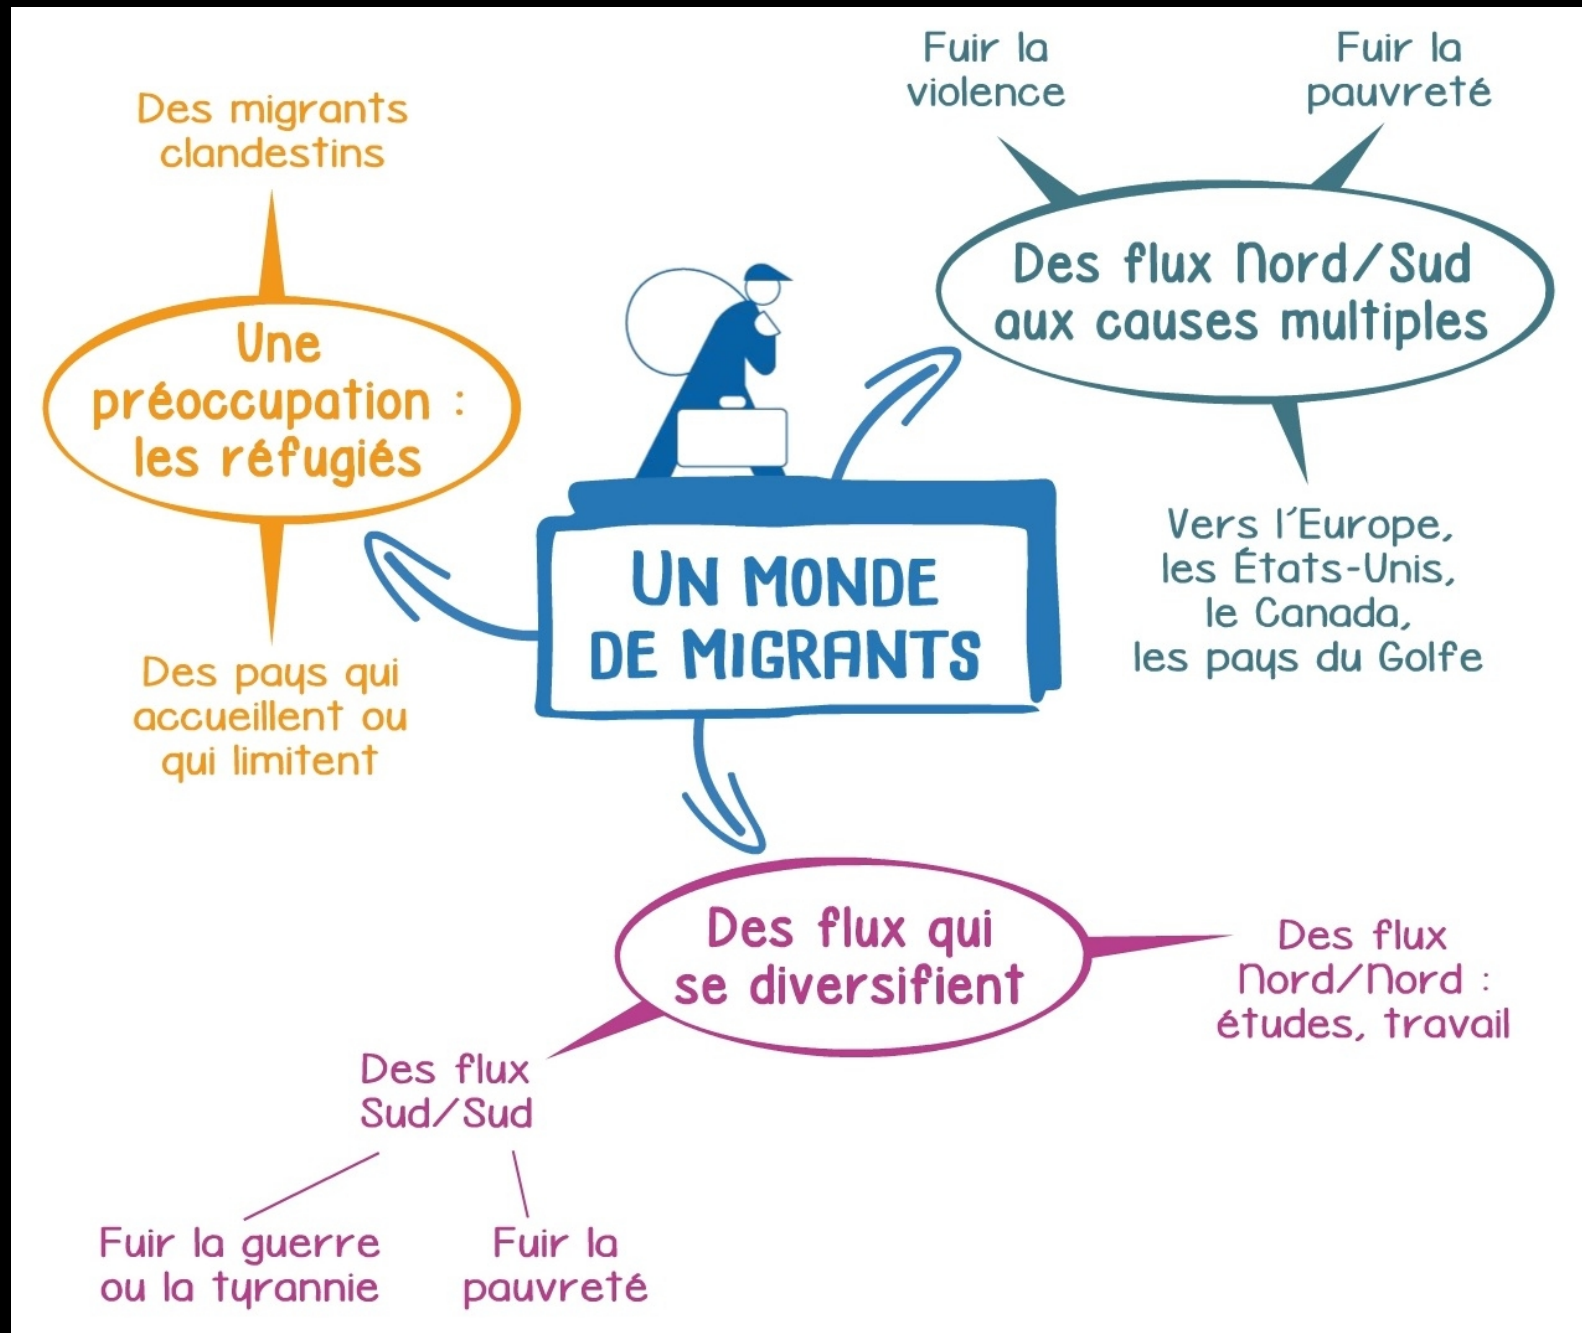 UN MONDE
DE MIGRANTS
Des flux Nord/Sud
aux causes multiples
Fuir la
violence
Fuir la
pauvreté
Vers l'Europe,
les États-Unis,
le Canada,
les pays du Golfe
Des flux qui
se diversifient
Des flux
Nord/Nord :
études, travail
Des flux
Sud/Sud
Fuir la guerre
ou la tyrannie
Fuir la
pauvreté
Une
préoccupation :
les réfugiés
Des migrants
clandestins
Des pays qui
accueillent ou
qui limitent